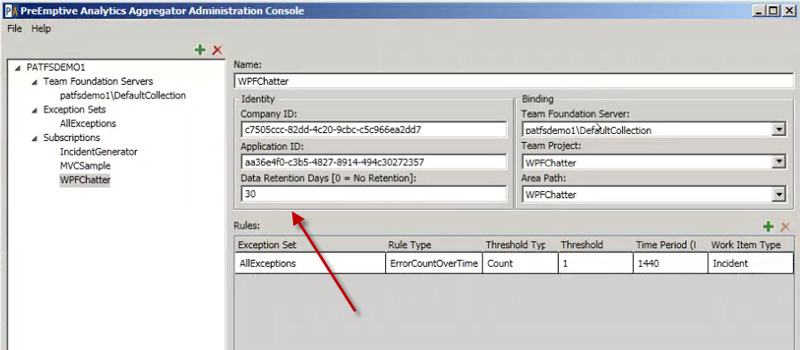 PreEmptive Analytics Aggregator Administration Console
File Help
PATFSDEMO1
Team Foundation Servers
patfsdemo1\DefaultCollection
Exception Sets
AllExceptions
Subscriptions
IncidentGenerator
MVCSample
WPFChatter
Name:
WPFChatter
Identity
Company ID:
c7505ccc-82dd-4c20-9cbc-c5c966ea2dd7
Application ID:
aa36e4f0-c3b5-4827-8914-494c30272357
Data Retention Days [0 = No Retention]:
30
Binding
Team Foundation Server:
patfsdemo1\DefaultCollection
Team Project:
WPFChatter
Area Path:
WPFChatter
Rules:
Exception Set Rule Type Threshold Typ Threshold Time Period (I Work Item Type
AllExceptions ErrorCountOverTime Count 1 1440 Incident